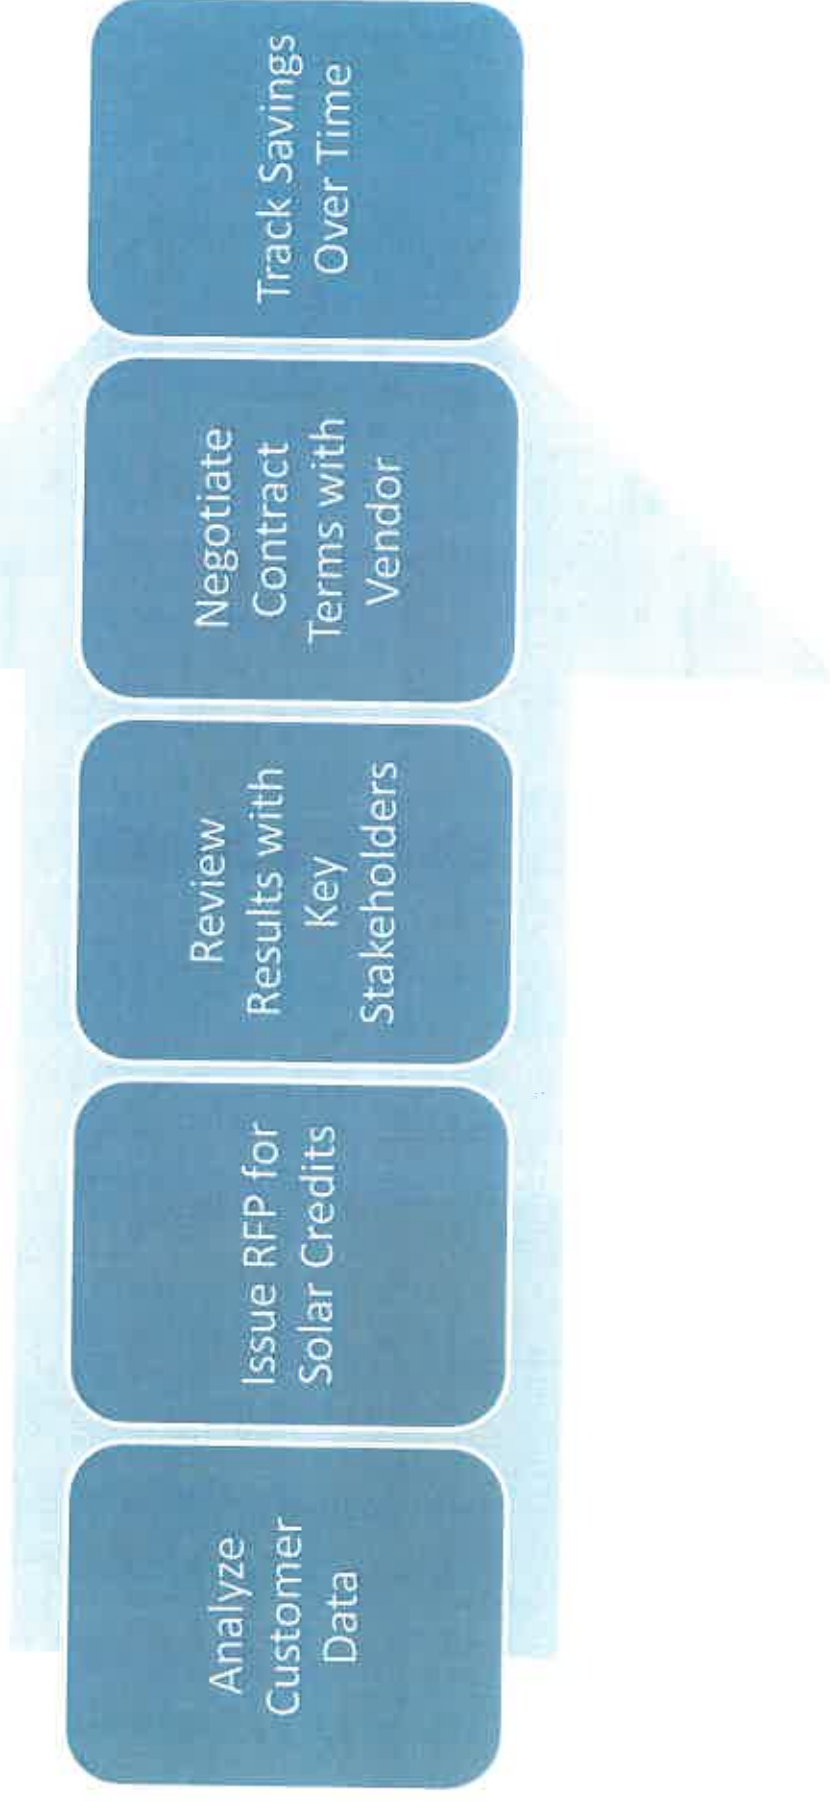 Analyze
Customer
Data
Issue RFP for
Solar Credits
Review
Results with
Key
Stakeholders
Negotiate
Contract
Terms with
Vendor
Track Savings
Over Time